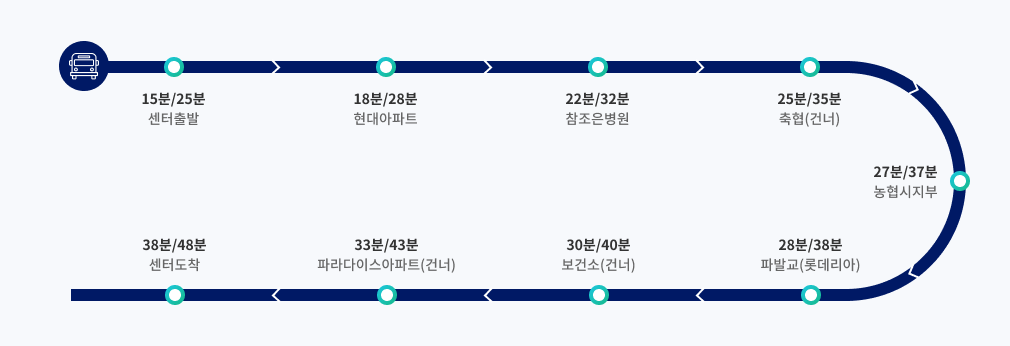 15분/25분
센터출발
18분/28분
현대아파트
22분/32분
참조은병원
25분/35분
축협(건너)
27분/37분
농협시지부
28분/38분
파발교(롯데리아)
30분/40분
보건소(건너)
33분/43분
파라다이스아파트(건너)
38분/48분
센터도착